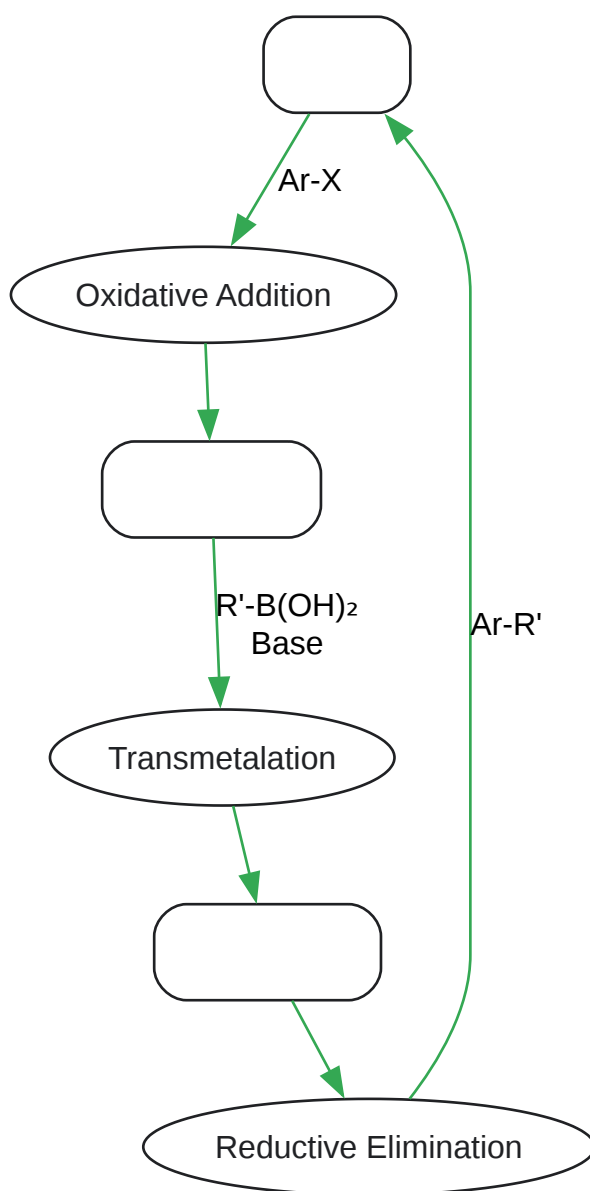 Ar-X
Oxidative Addition
R'-B(OH)₂
Base
Ar-R'
Transmetalation
Reductive Elimination